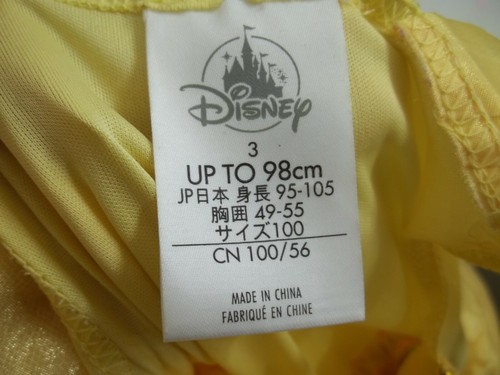 Disney
3
UP TO 98cm
JP日本 身長 95-105
胸囲 49-55
サイズ100
CN 100/56
MADE IN CHINA
FABRIQUÉ EN CHINE